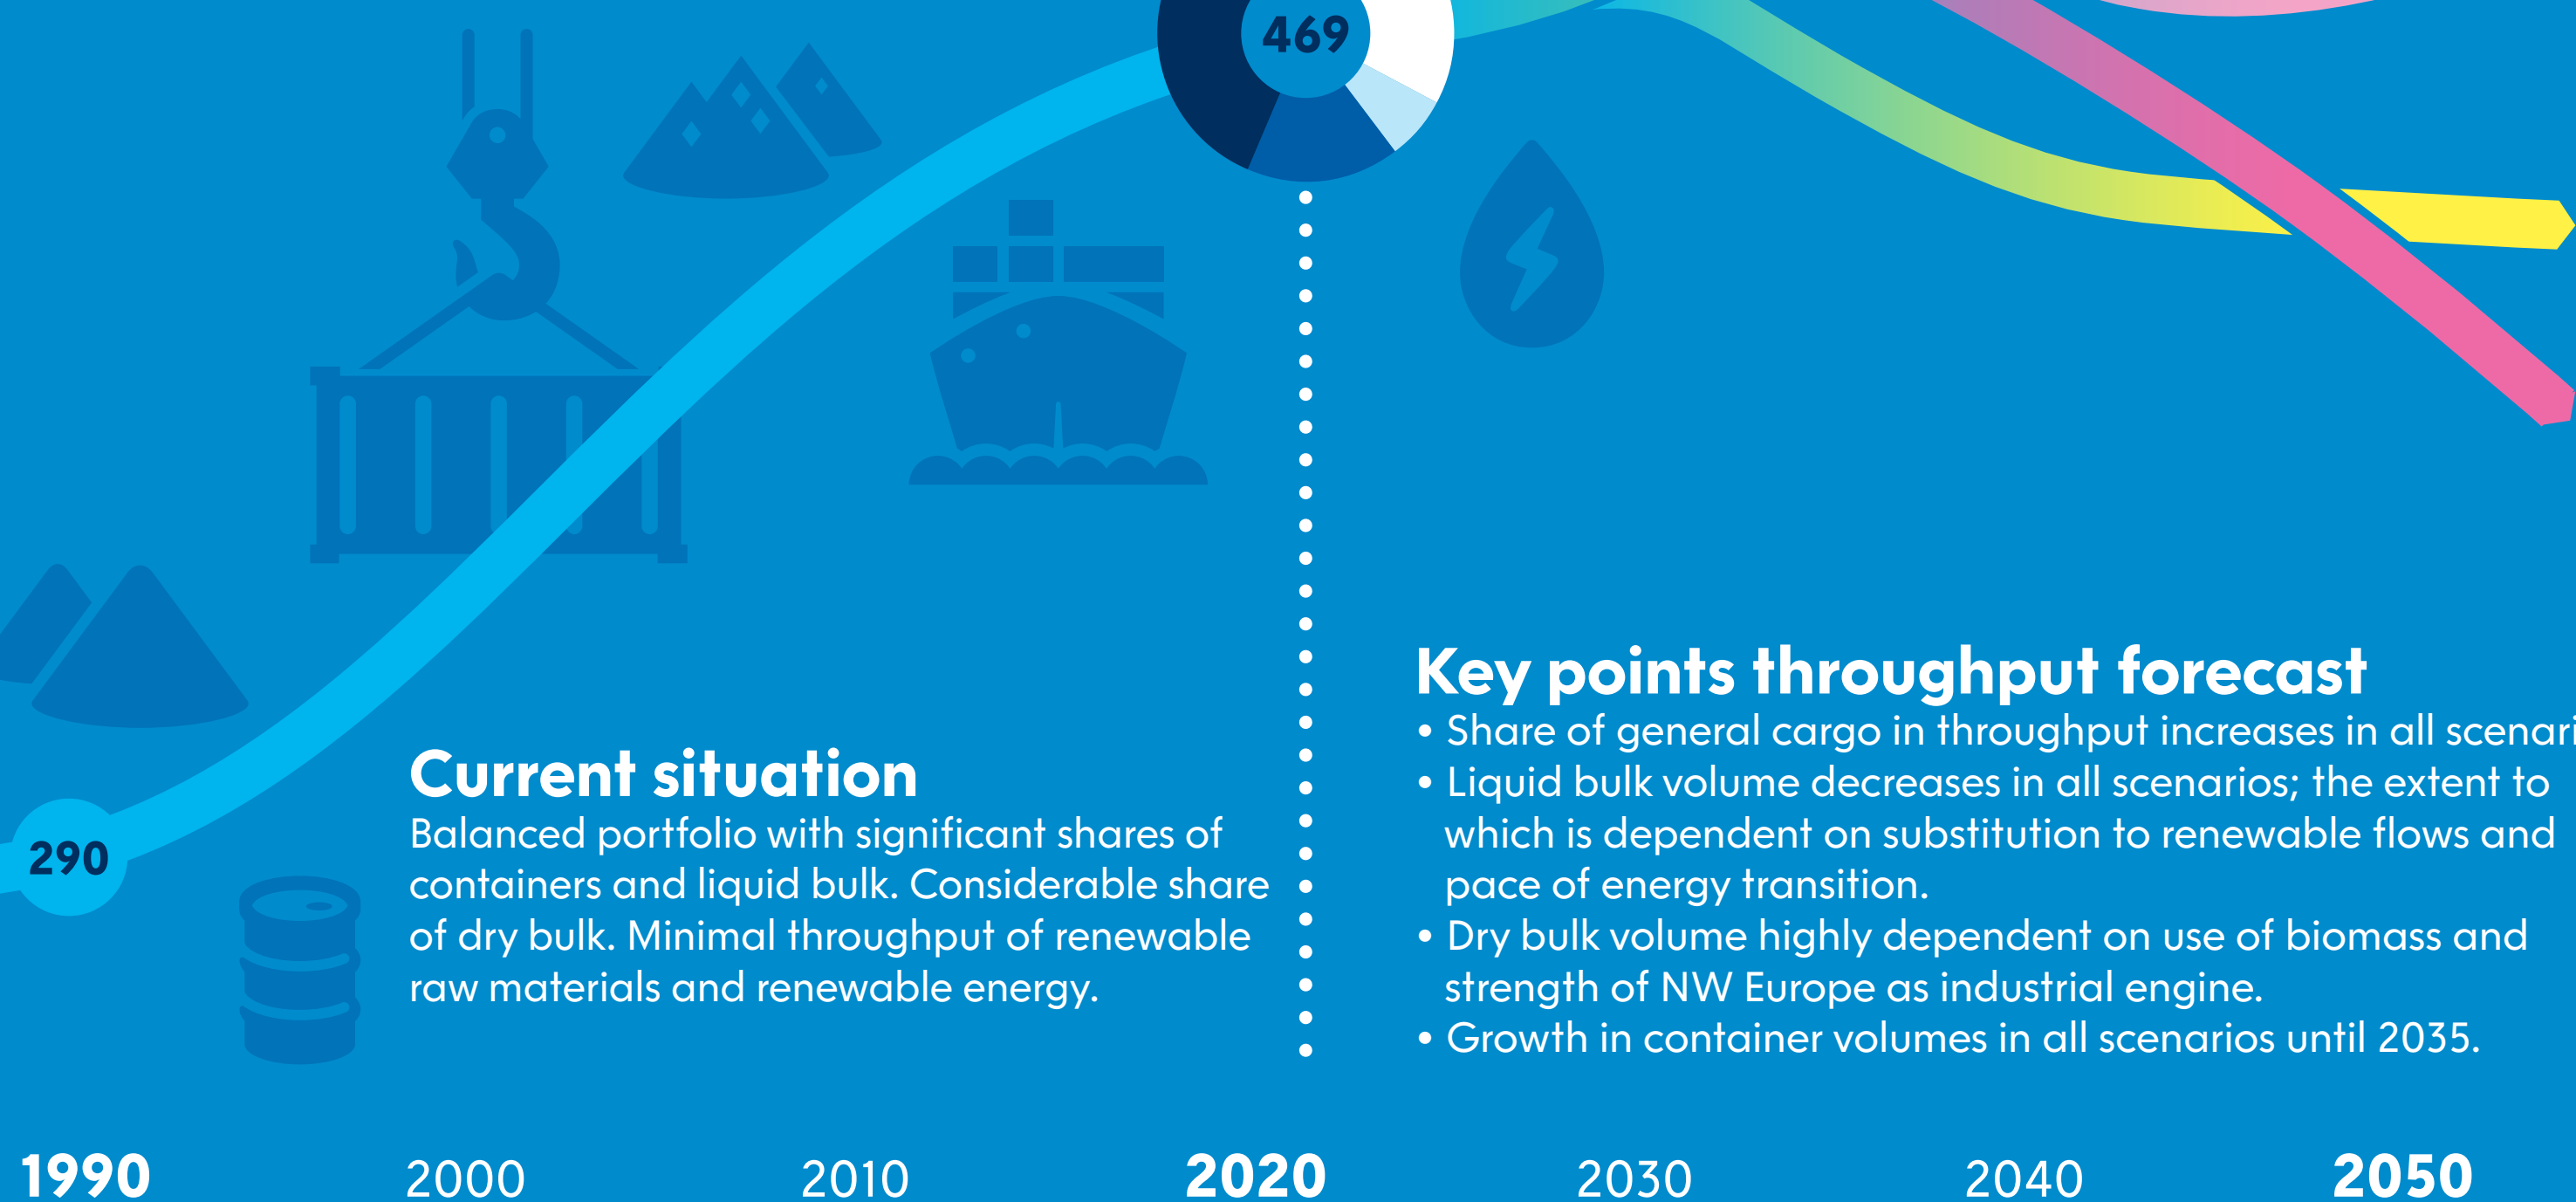 469
290
Current situation
Balanced portfolio with significant shares of
containers and liquid bulk. Considerable share
of dry bulk. Minimal throughput of renewable
raw materials and renewable energy.
Key points throughput forecast
• Share of general cargo in throughput increases in all scenari
• Liquid bulk volume decreases in all scenarios; the extent to
which is dependent on substitution to renewable flows and
pace of energy transition.
• Dry bulk volume highly dependent on use of biomass and
strength of NW Europe as industrial engine.
• Growth in container volumes in all scenarios until 2035.
1990 2000 2010 2020 2030 2040 2050